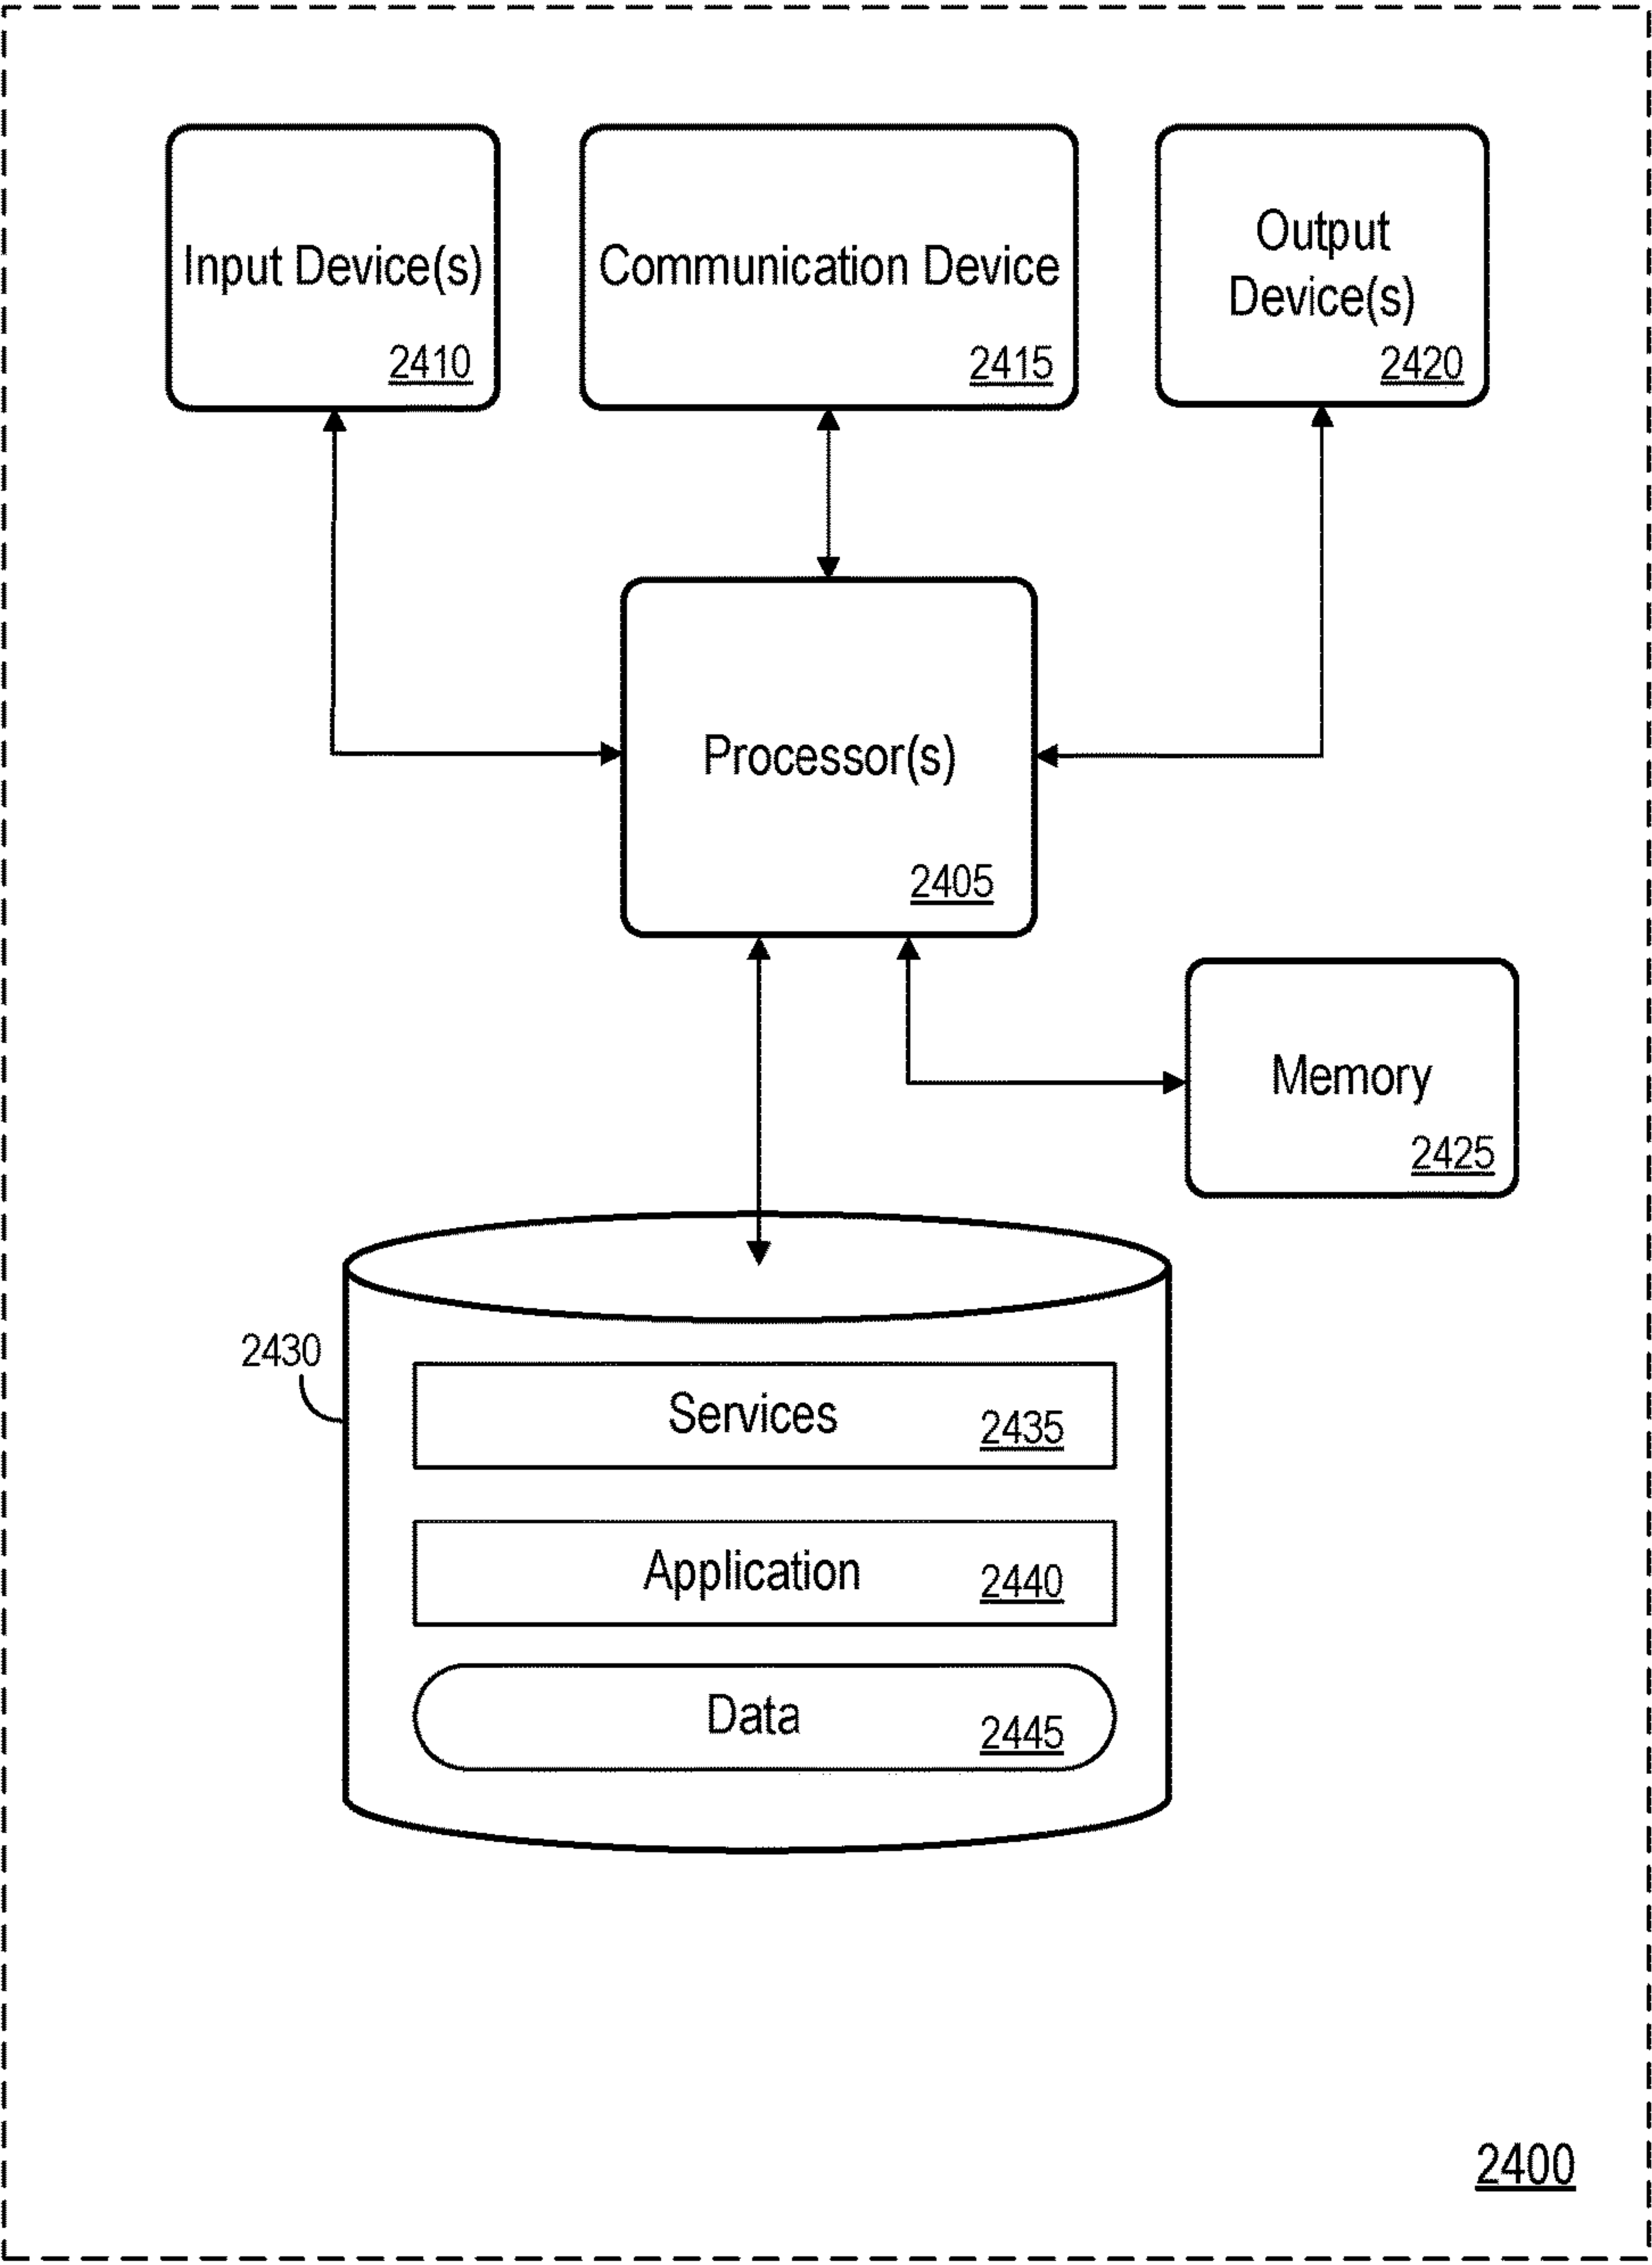 Input Device(s)
2410
Communication Device
2415
Output
Device(s)
2420
Processor(s)
2405
Memory
2425
2430
Services
2435
Application
2440
Data
2445
2400